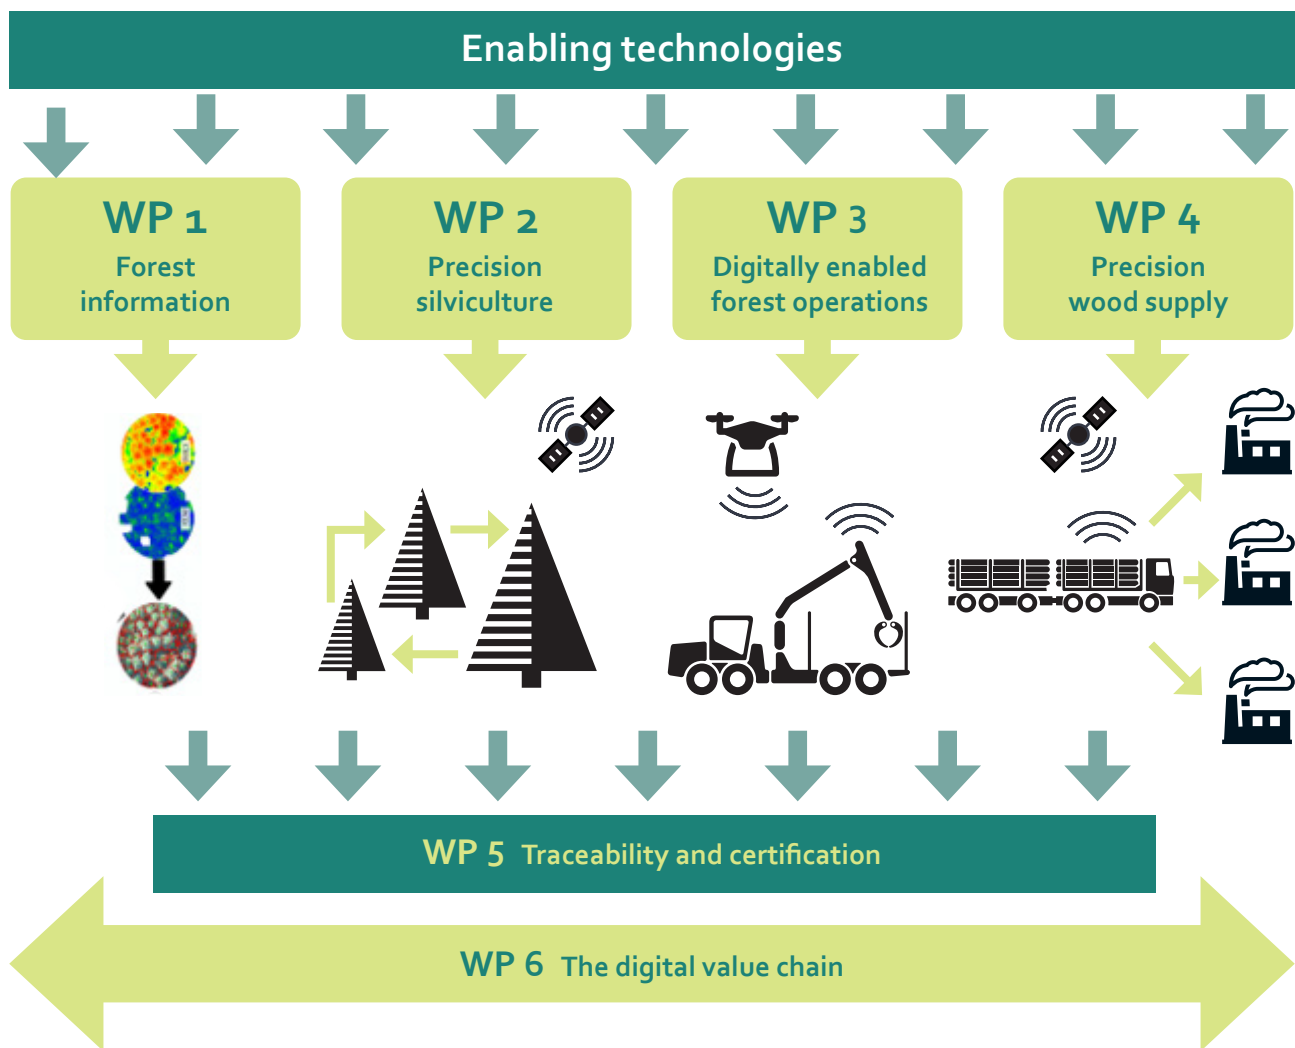 Enabling technologies
WP 1
Forest
information
WP 2
Precision
silviculture
WP 3
Digitally enabled
forest operations
WP 4
Precision
wood supply
WP 5 Traceability and certification
WP 6 The digital value chain